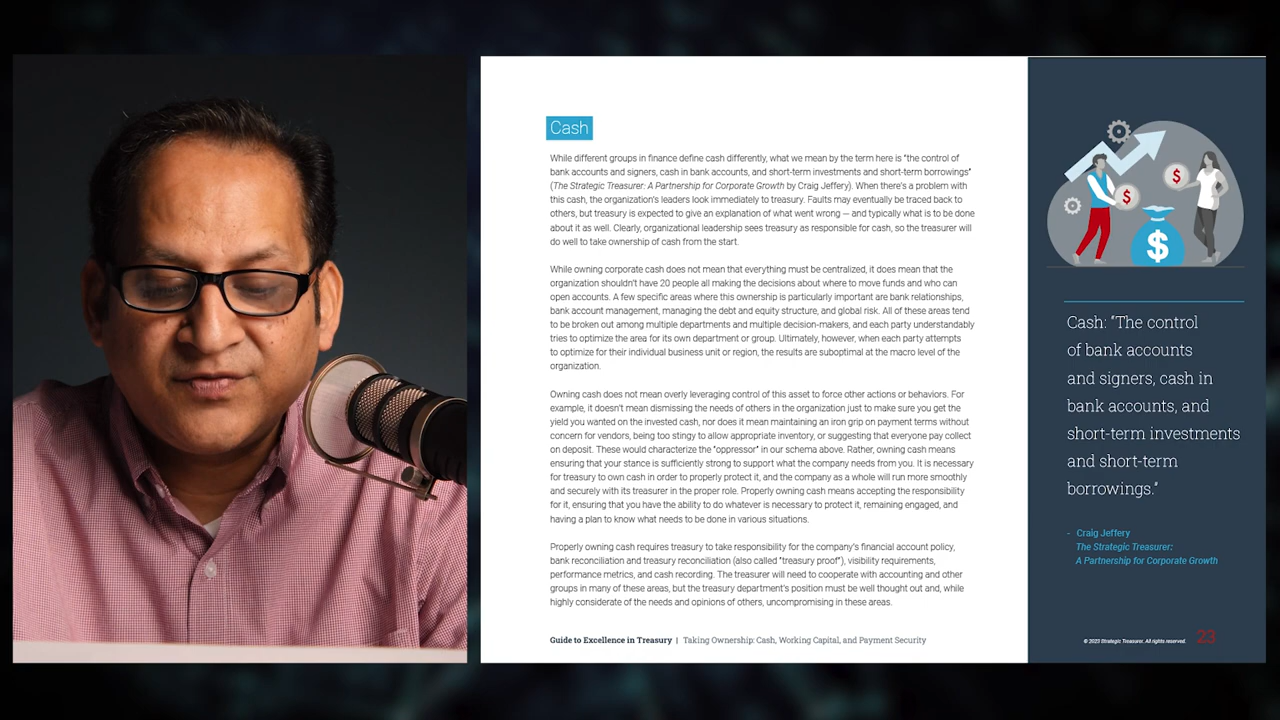 Cash
While different groups in finance define cash differently, what we mean by the term here is "the control of
bank accounts and signers, cash in bank accounts, and short-term investments and short-term borrowings"
(The Strategic Treasurer: A Partnership for Corporate Growth by Craig Jeffery). When there's a problem with
this cash, the organization's leaders look immediately to treasury. Faults may eventually be traced back to
others, but treasury is expected to give an explanation of what went wrong — and typically what is to be done
about it as well. Clearly, organizational leadership sees treasury as responsible for cash, so the treasurer will
do well to take ownership of cash from the start.
While owning corporate cash does not mean that everything must be centralized, it does mean that the
organization shouldn't have 20 people all making the decisions about where to move funds and who can
open accounts. A few specific areas where this ownership is particularly important are bank relationships,
bank account management, managing the debt and equity structure, and global risk. All of these areas tend
to be broken out among multiple departments and multiple decision-makers, and each party understandably
tries to optimize the area for its own department or group. Ultimately, however, when each party attempts
to optimize for their individual business unit or region, the results are suboptimal at the macro level of the
organization.
Owning cash does not mean overly leveraging control of this asset to force other actions or behaviors. For
example, it doesn't mean dismissing the needs of others in the organization just to make sure you get the
yield you wanted on the invested cash, nor does it mean maintaining an iron grip on payment terms without
concern for vendors, being too stingy to allow appropriate inventory, or suggesting that everyone pay collect
on deposit. These would characterize the "oppressor" in our schema above. Rather, owning cash means
ensuring that your stance is sufficiently strong to support what the company needs from you. It is necessary
for treasury to own cash in order to properly protect it, and the company as a whole will run more smoothly
and securely with its treasurer in the proper role. Properly owning cash means accepting the responsibility
for it, ensuring that you have the ability to do whatever is necessary to protect it, remaining engaged, and
having a plan to know what needs to be done in various situations.
Properly owning cash requires treasury to take responsibility for the company's financial account policy,
bank reconciliation and treasury reconciliation (also called "treasury proof"), visibility requirements,
performance metrics, and cash recording. The treasurer will need to cooperate with accounting and other
groups in many of these areas, but the treasury department's position must be well thought out and, while
highly considerate of the needs and opinions of others, uncompromising in these areas.
Guide to Excellence in Treasury | Taking Ownership: Cash, Working Capital, and Payment Security
$
$
$
Cash: "The control
of bank accounts
and signers, cash in
bank accounts, and
short-term investments
and short-term
borrowings."
- Craig Jeffery
The Strategic Treasurer:
A Partnership for Corporate Growth
© 2023 Strategic Treasurer. All rights reserved. 23